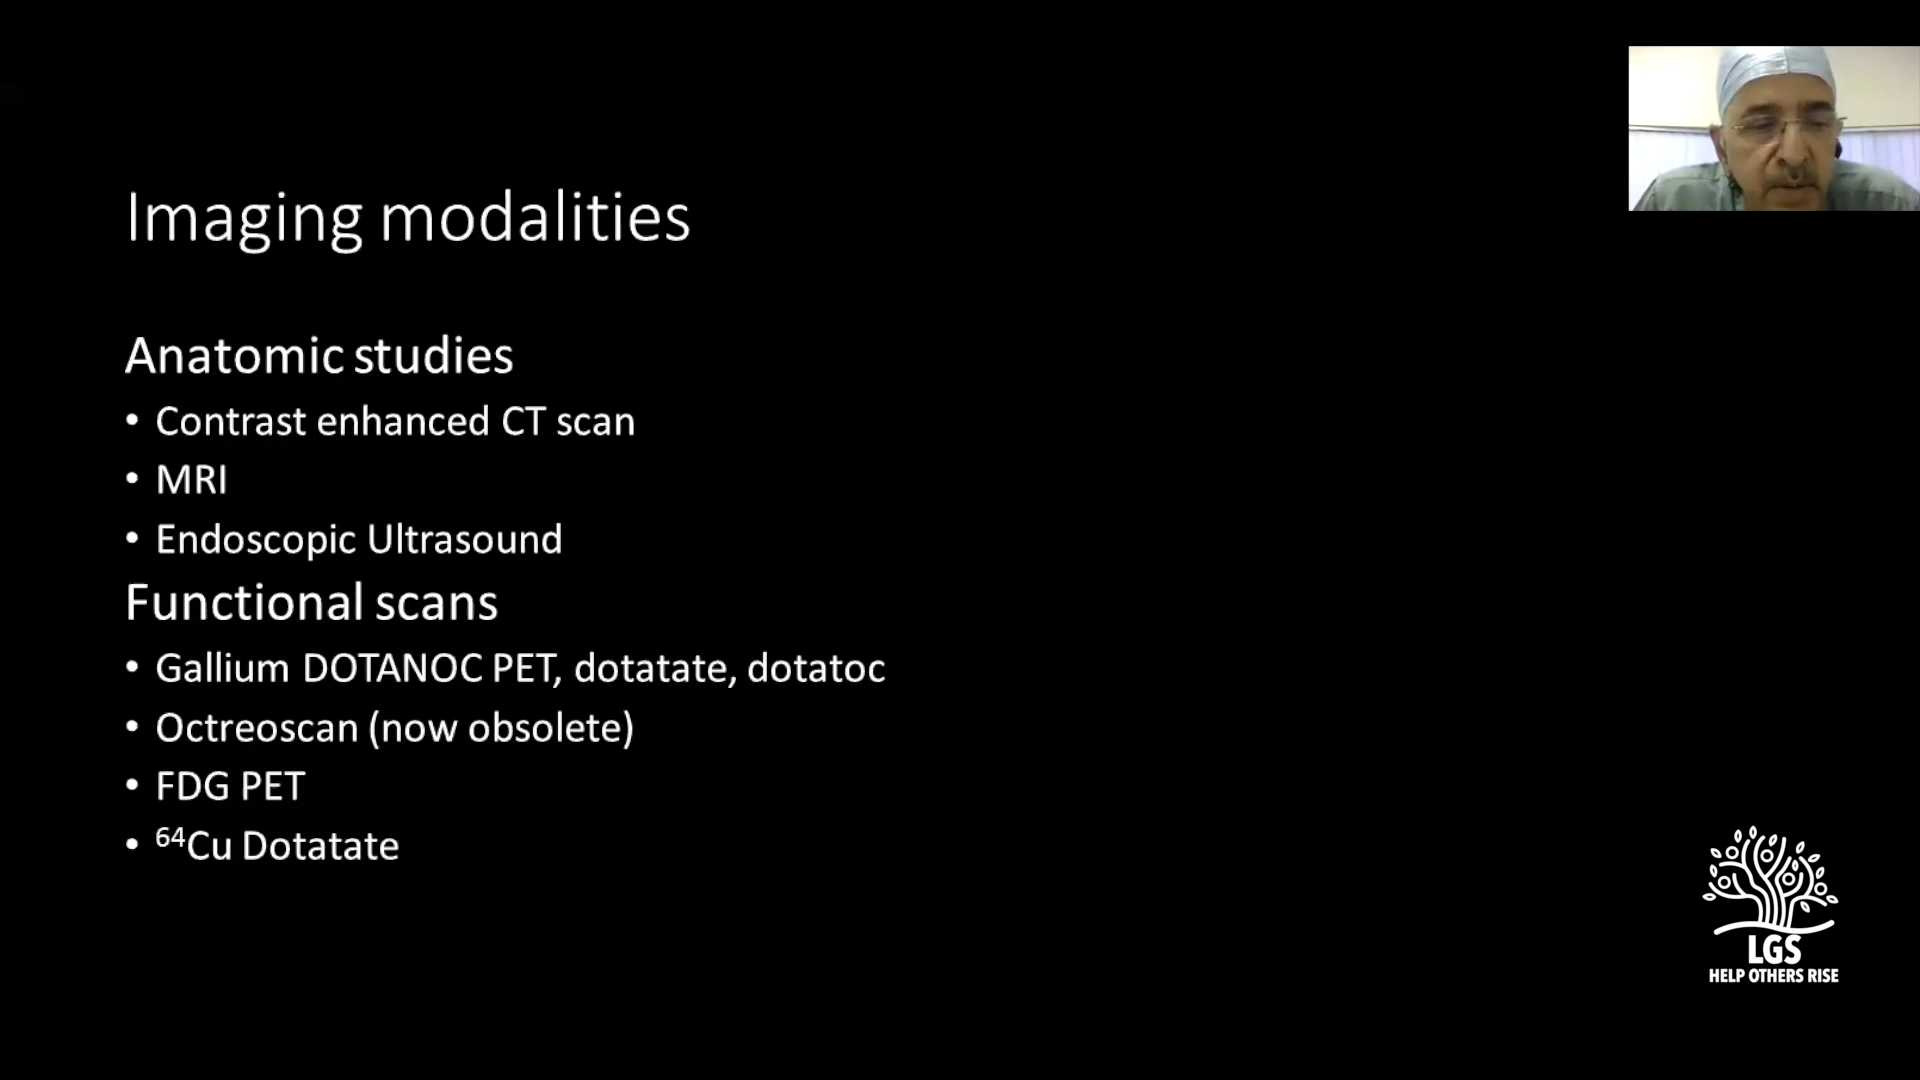 Imaging modalities
Anatomic studies
• Contrast enhanced CT scan
• MRI
• Endoscopic Ultrasound
Functional scans
• Gallium DOTANOC PET, dotatate, dotatoc
• Octreoscan (now obsolete)
• FDG PET
• ⁶⁴Cu Dotatate
LGS
HELP OTHERS RISE